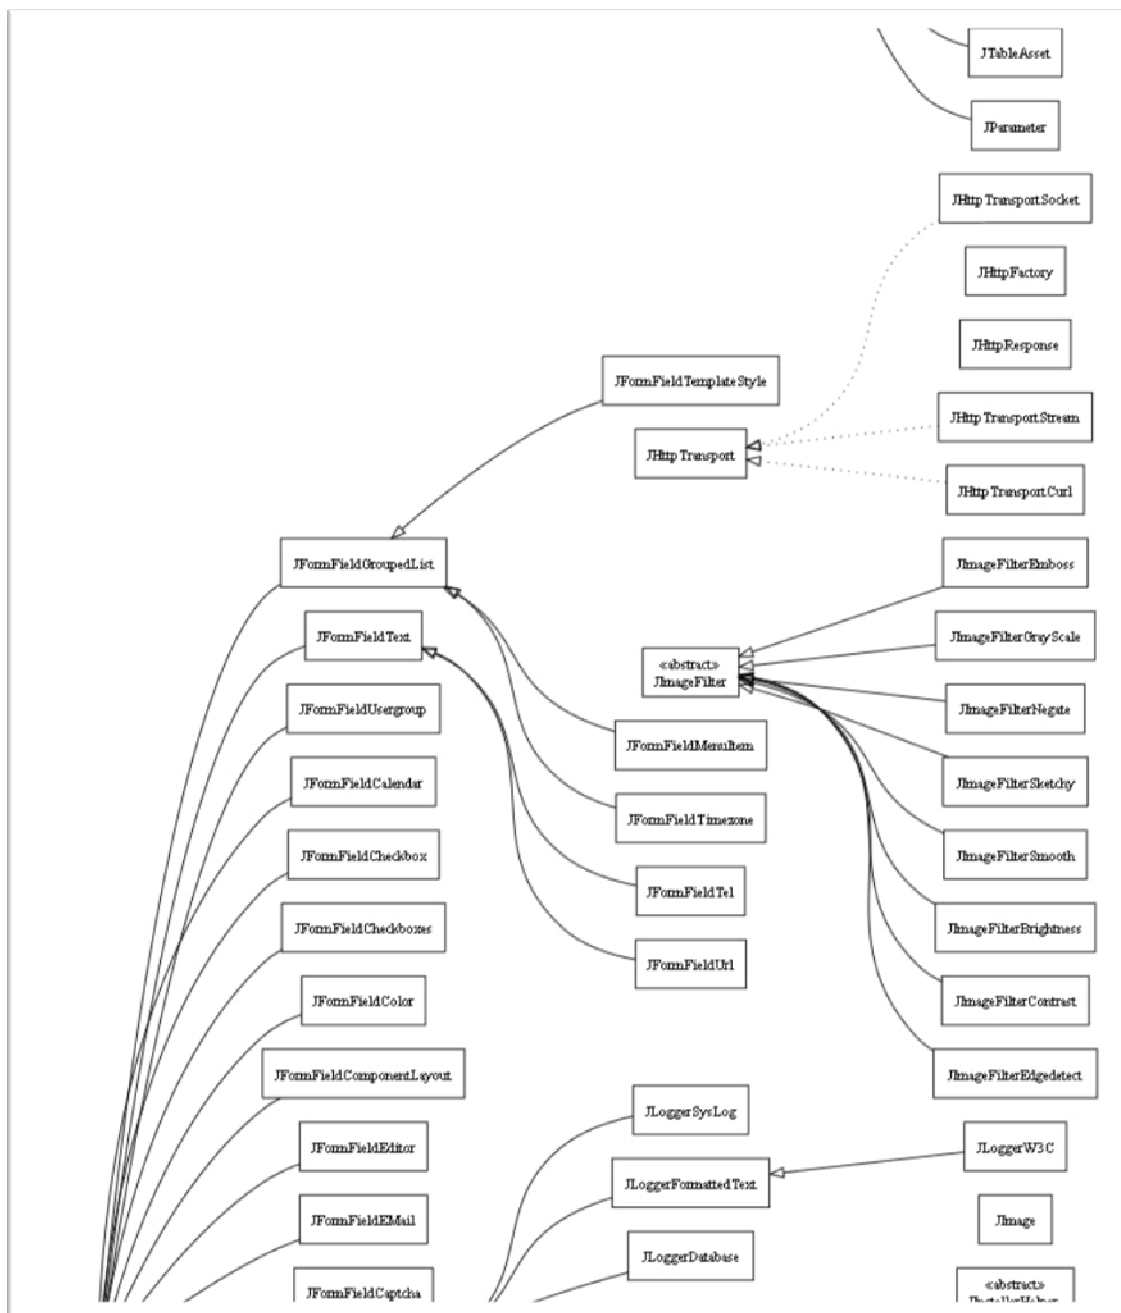 JTableAsset
JParameter
JHttpTransportSocket
JHttpFactory
JHttpResponse
JFormFieldTemplateStyle
JHttpTransportStream
JHttpTransport
JHttpTransportCurl
JFormFieldGroupedList
JImageFilterEmboss
JFormFieldText
JImageFilterGrayScale
«abstract»
JImageFilter
JFormFieldUsergroup
JImageFilterNegate
JFormFieldMenuItem
JFormFieldCalendar
JImageFilterSketchy
JFormFieldTimezone
JFormFieldCheckbox
JImageFilterSmooth
JFormFieldTel
JFormFieldCheckboxes
JImageFilterBrightness
JFormFieldUrl
JFormFieldColor
JImageFilterContrast
JFormFieldComponentLayout
JImageFilterEdgedetect
JLoggerSysLog
JFormFieldEditor
JLoggerW3C
JLoggerFormattedText
JFormFieldEMail
JImage
JLoggerDatabase
JFormFieldCaptcha
«abstract»
JInstallerHelper